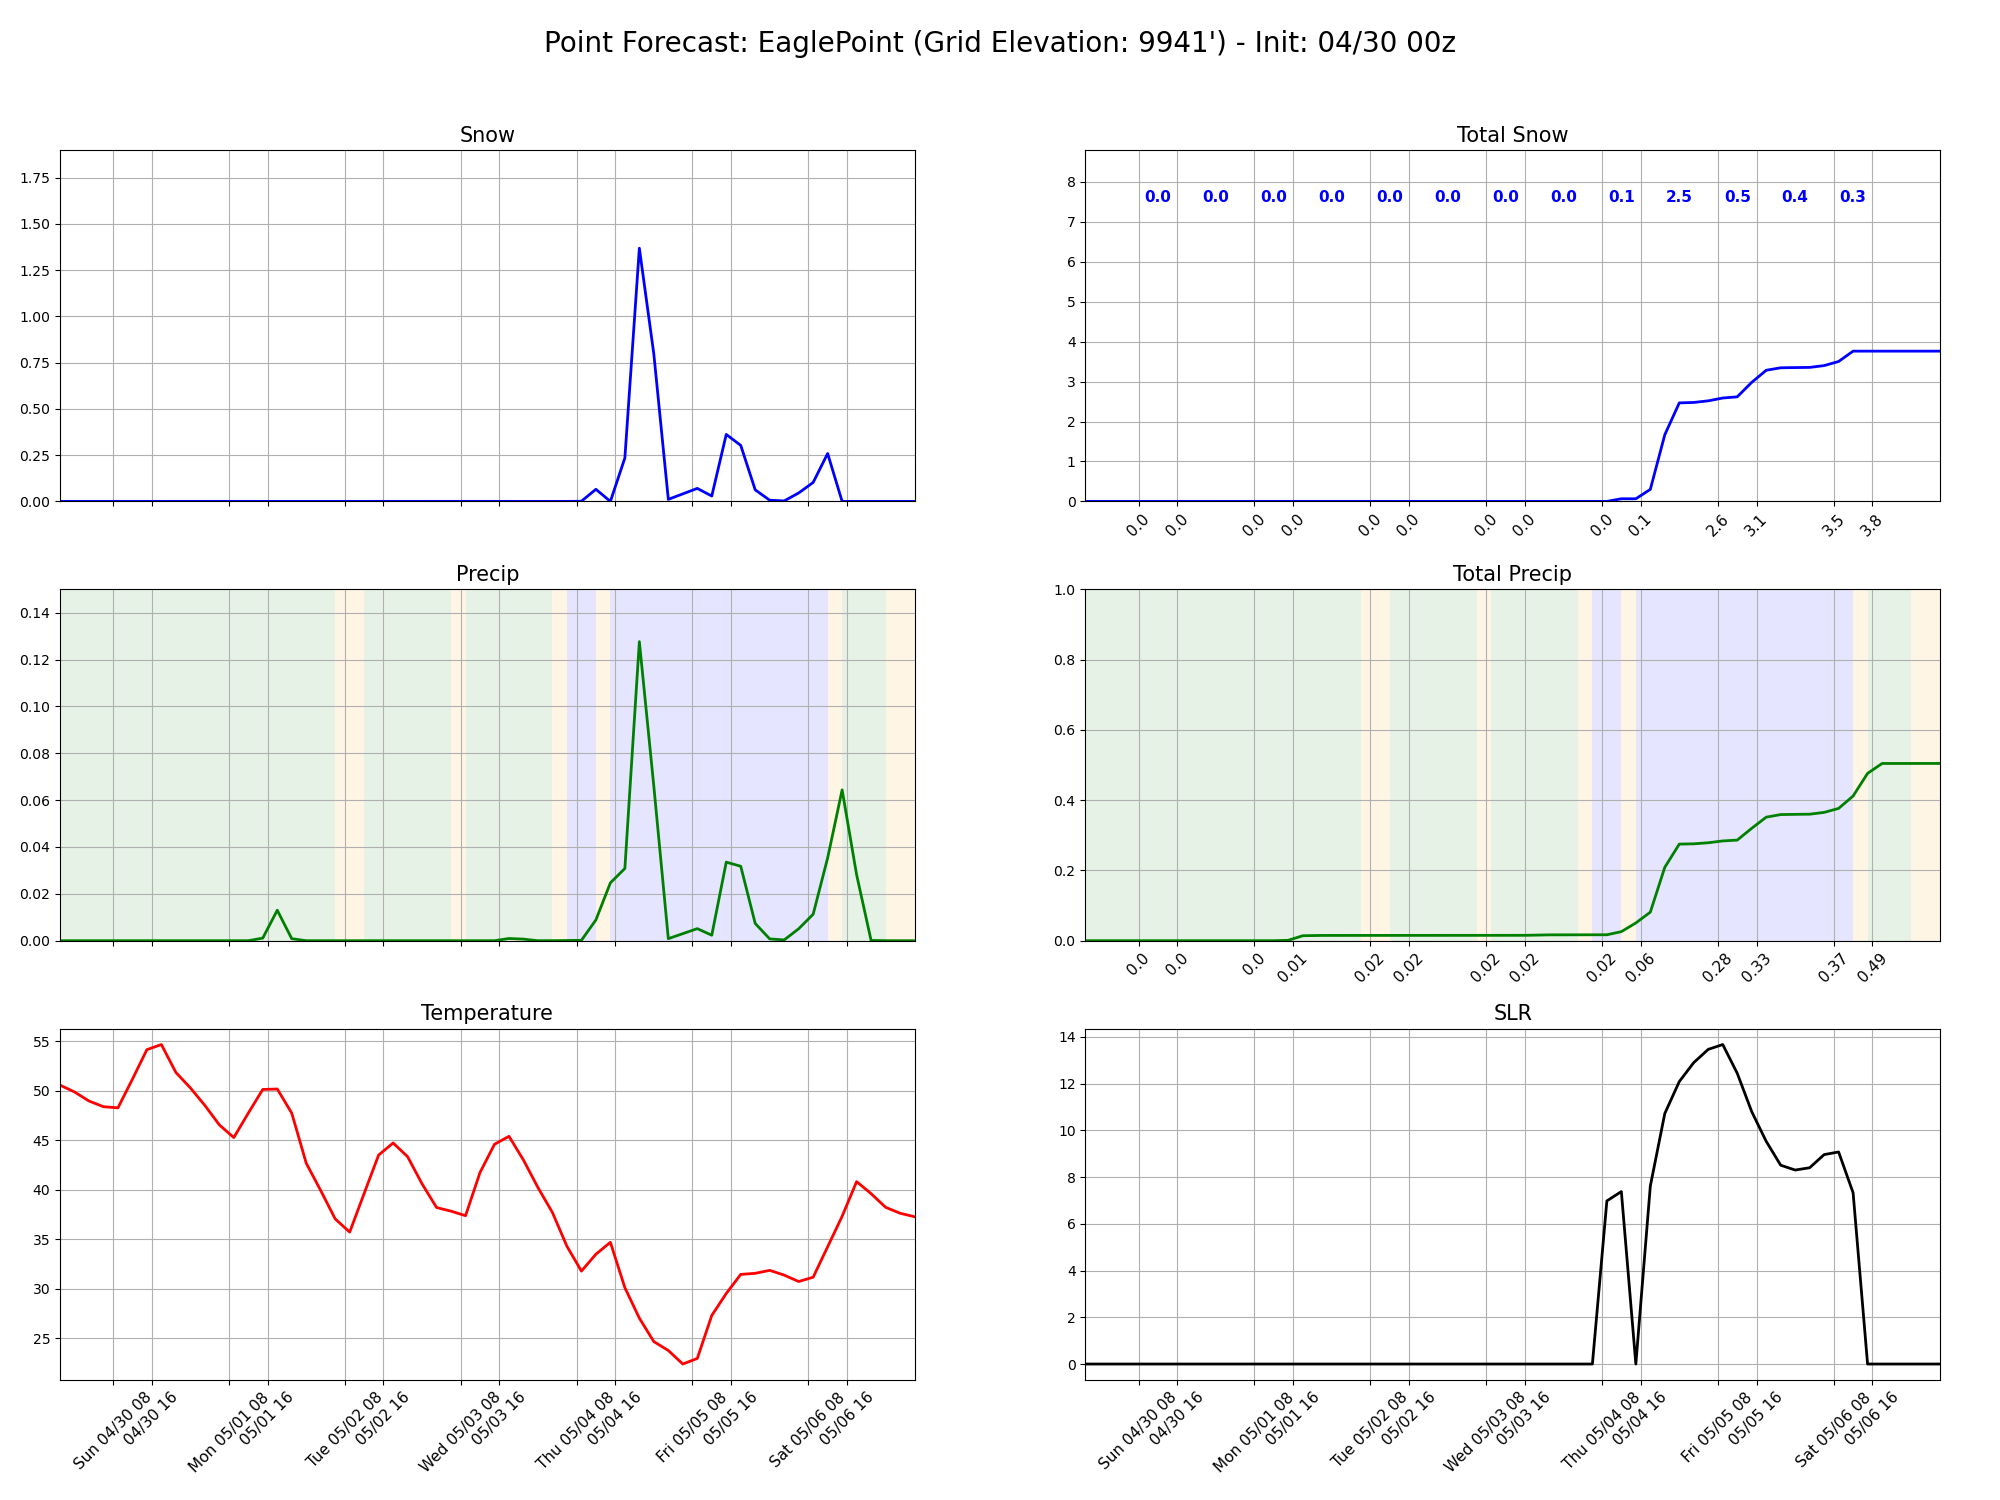 Point Forecast: EaglePoint (Grid Elevation: 9941') - Init: 04/30 00z
Snow
1.75
1.50
1.25
1.00
0.75
0.50
0.25
0.00
Total Snow
8
7
6
5
4
3
2
1
0
0.0 0.0 0.0 0.0 0.0 0.0 0.0 0.0 0.1 2.5 0.5 0.4 0.3
0.0 0.0 0.0 0.0 0.0 0.0 0.0 0.0 0.0 0.1 2.6 3.1 3.5 3.8
Precip
0.14
0.12
0.10
0.08
0.06
0.04
0.02
0.00
Total Precip
1.0
0.8
0.6
0.4
0.2
0.0
0.0 0.0 0.0 0.01 0.02 0.02 0.02 0.02 0.02 0.06 0.28 0.33 0.37 0.49
Temperature
55
50
45
40
35
30
25
Sun 04/30 08
04/30 16
Mon 05/01 08
05/01 16
Tue 05/02 08
05/02 16
Wed 05/03 08
05/03 16
Thu 05/04 08
05/04 16
Fri 05/05 08
05/05 16
Sat 05/06 08
05/06 16
SLR
14
12
10
8
6
4
2
0
Sun 04/30 08
04/30 16
Mon 05/01 08
05/01 16
Tue 05/02 08
05/02 16
Wed 05/03 08
05/03 16
Thu 05/04 08
05/04 16
Fri 05/05 08
05/05 16
Sat 05/06 08
05/06 16